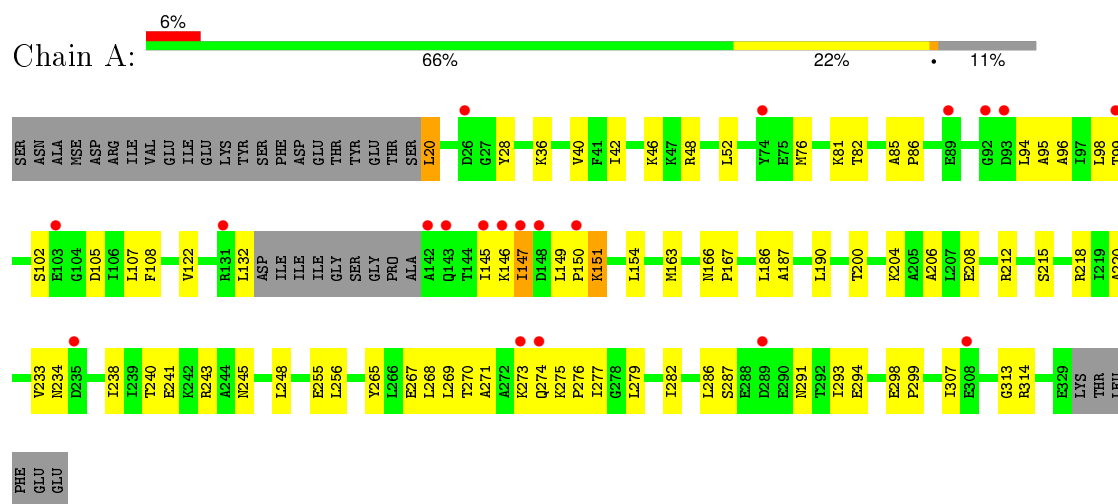 6%
Chain A:
66% 22% • 11%
SER ASN ALA MSE ASP ARG ILE VAL GLU ILE GLU LYS TYR SER PHE ASP GLU THR TYR GLU THR SER L20 D26 G27 Y28 K36 V40 F41 I42 K46 K47 R48 L52 Y74 E75 M76 K81 T82 A85 P86 E89 G92 D93 L94 A95 A96 I97 L98 T99
S102 E103 G104 D105 I106 L107 F108 V122 R131 L132 ASP ILE ILE ILE GLY SER GLY PRO ALA A142 Q143 T144 I145 K146 I147 D148 L149 P150 K151 L154 M163 N166 P167 L186 A187 L190 T200 K204 A205 A206 L207 E208 R212 S215 R218 I219 A220
V233 N234 D235 I238 I239 T240 E241 K242 R243 A244 N245 L248 E255 L256 Y265 L266 E267 L268 L269 T270 A271 A272 K273 Q274 K275 P276 I277 G278 L279 I282 L286 S287 E288 D289 E290 N291 T292 I293 E294 E298 P299 I307 E308 G313 R314 E329 LYS THR LEU
PHE GLU GLU